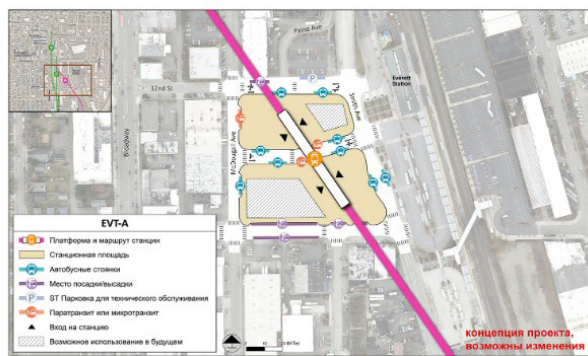 Paine Ave
32nd St
Everett
Station
Smith Ave
Broadway
McDougall Ave
EVT-A
Платформа и маршрут станции
Станционная площадь
Автобусные стоянки
Место посадки/высадки
ST Парковка для технического обслуживания
Паратранзит или микротранзит
Вход на станцию
Возможное использование в будущем
концепция проекта,
возможны изменения